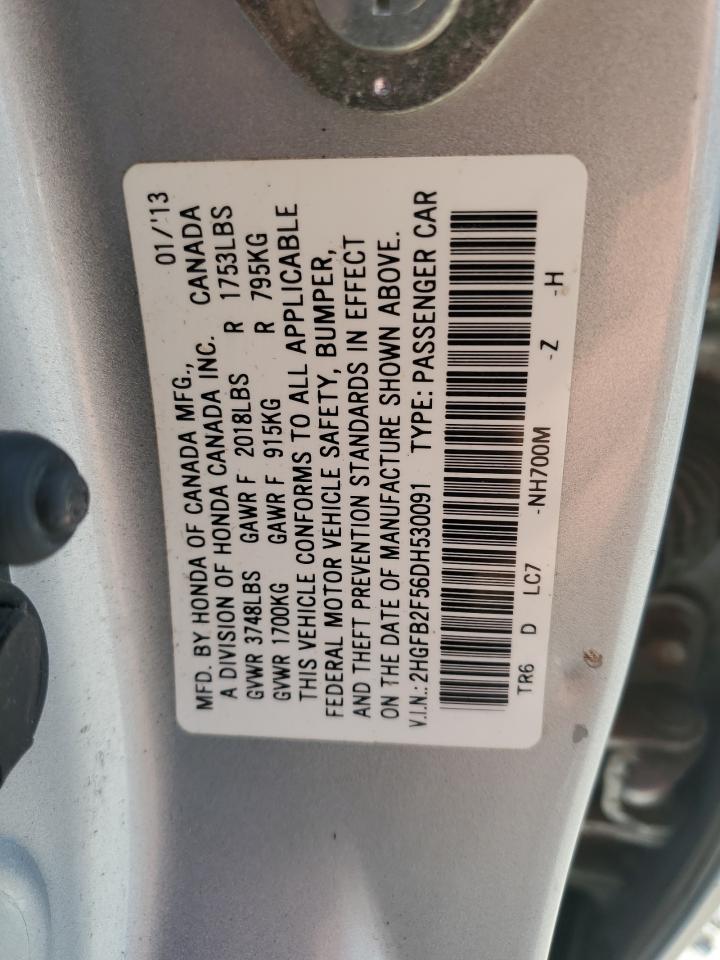 MFD. BY HONDA OF CANADA MFG., 01/'13
A DIVISION OF HONDA CANADA INC. CANADA
GVWR 3748LBS GAWR F 2018LBS R 1753LBS
GVWR 1700KG GAWR F 915KG R 795KG
THIS VEHICLE CONFORMS TO ALL APPLICABLE
FEDERAL MOTOR VEHICLE SAFETY, BUMPER,
AND THEFT PREVENTION STANDARDS IN EFFECT
ON THE DATE OF MANUFACTURE SHOWN ABOVE.
V.I.N.: 2HGFB2F56DH530091 TYPE: PASSENGER CAR
TR6 D LC7 -NH700M -Z -H